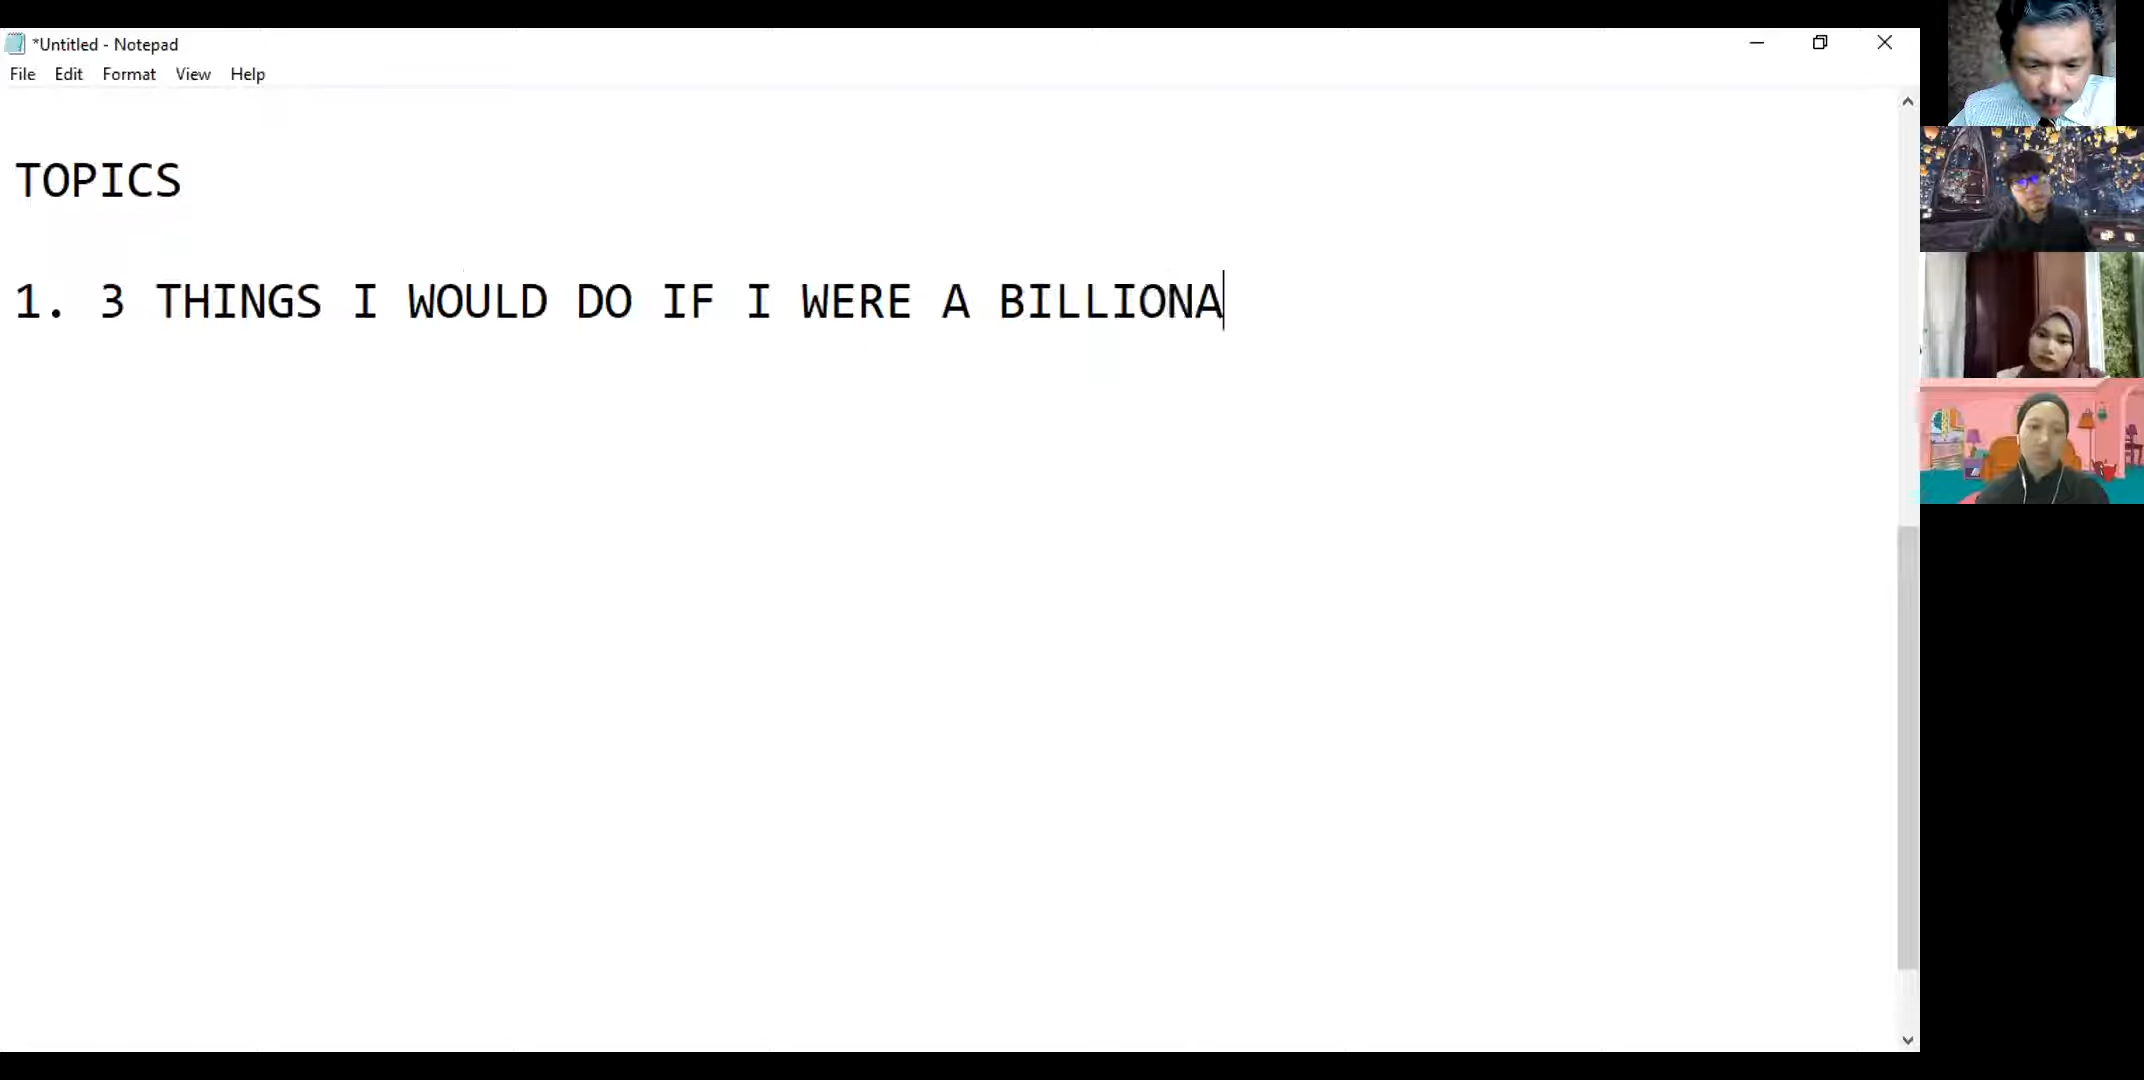 *Untitled - Notepad
File Edit Format View Help
TOPICS
1. 3 THINGS I WOULD DO IF I WERE A BILLIONA